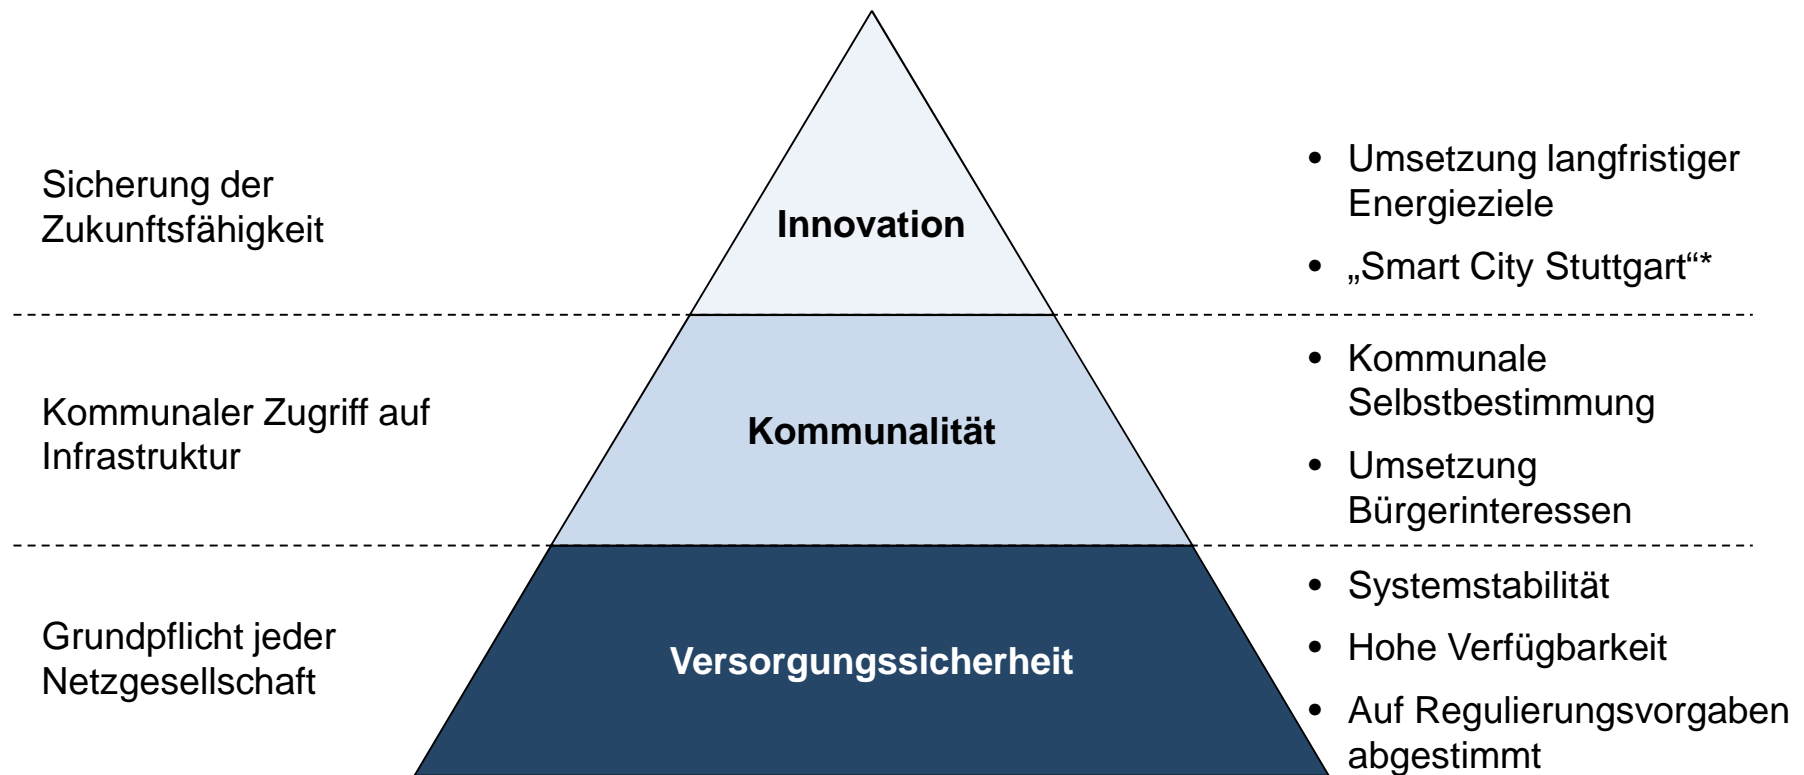 Sicherung der
Zukunftsfähigkeit
Innovation
• Umsetzung langfristiger
Energieziele
• „Smart City Stuttgart“*
Kommunaler Zugriff auf
Infrastruktur
Kommunalität
• Kommunale
Selbstbestimmung
• Umsetzung
Bürgerinteressen
Grundpflicht jeder
Netzgesellschaft
Versorgungssicherheit
• Systemstabilität
• Hohe Verfügbarkeit
• Auf Regulierungsvorgaben
abgestimmt